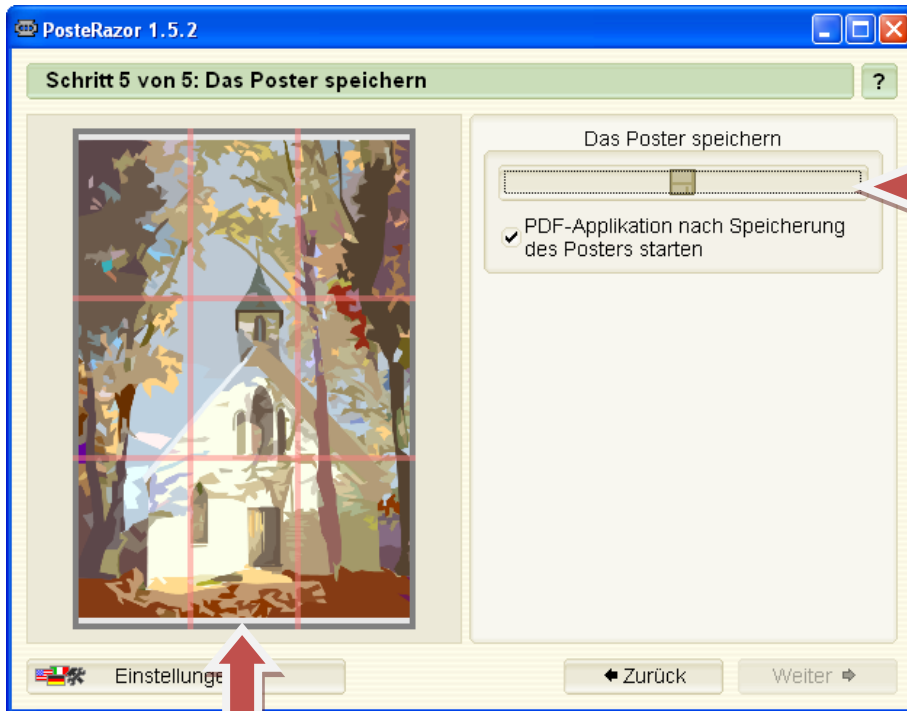 PosteRazor 1.5.2
Schritt 5 von 5: Das Poster speichern
?
Das Poster speichern
PDF-Applikation nach Speicherung
des Posters starten
Einstellunge
Zurück
Weiter